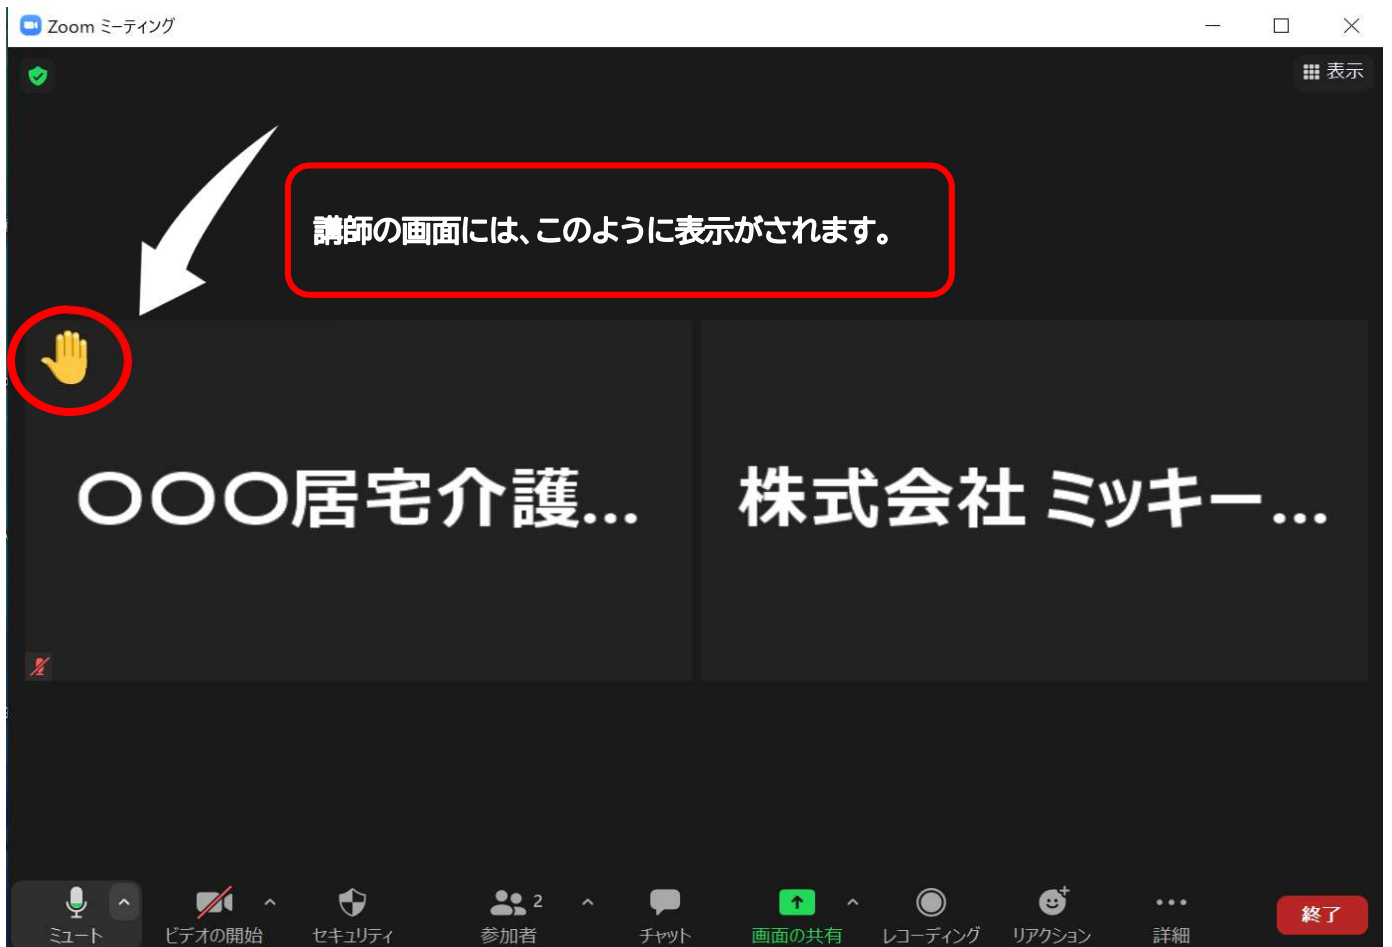 Zoom ミーティング
表示
講師の画面には、このように表示がされます。
〇〇〇居宅介護...
株式会社 ミッキー...
2
ミュート
ビデオの開始
セキュリティ
参加者
チャット
画面の共有
レコーディング
リアクション
詳細
終了